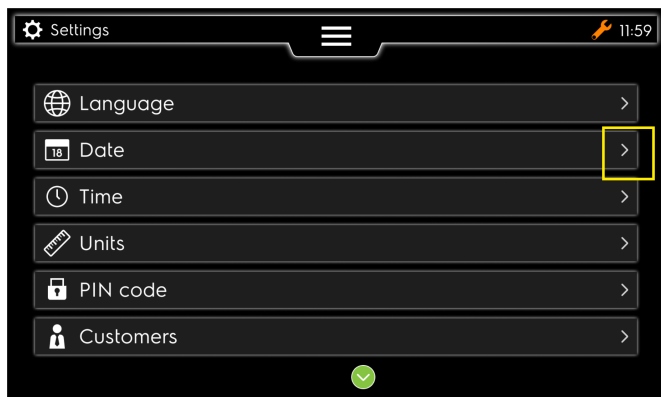 Settings
11:59
Language
18 Date
Time
Units
PIN code
Customers